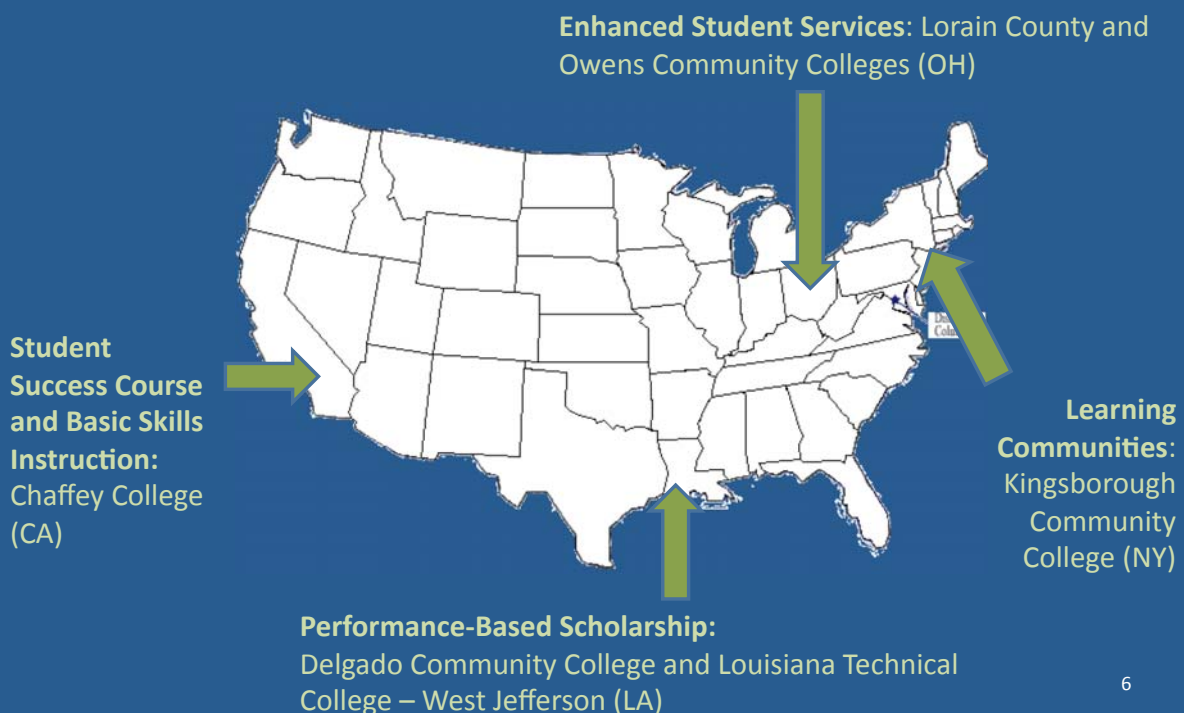 Enhanced Student Services: Lorain County and
Owens Community Colleges (OH)
Student
Success Course
and Basic Skills
Instruction:
Chaffey College
(CA)
Learning
Communities:
Kingsborough
Community
College (NY)
Performance-Based Scholarship:
Delgado Community College and Louisiana Technical
College – West Jefferson (LA)
6